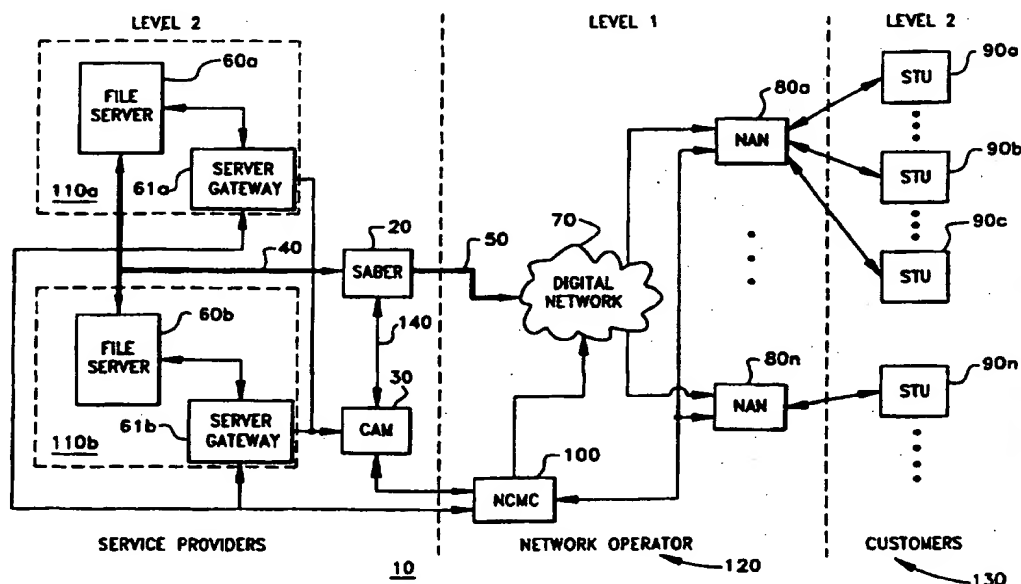 LEVEL 2
LEVEL 1
LEVEL 2
60a
FILE
SERVER
110a
61a
SERVER
GATEWAY
40
20
SABER
50
140
60b
FILE
SERVER
110b
61b
SERVER
GATEWAY
30
CAM
70
DIGITAL
NETWORK
100
NCMC
80a
NAN
80n
NAN
90a
STU
90b
STU
90c
STU
90n
STU
SERVICE PROVIDERS
10
NETWORK OPERATOR
120
CUSTOMERS
130